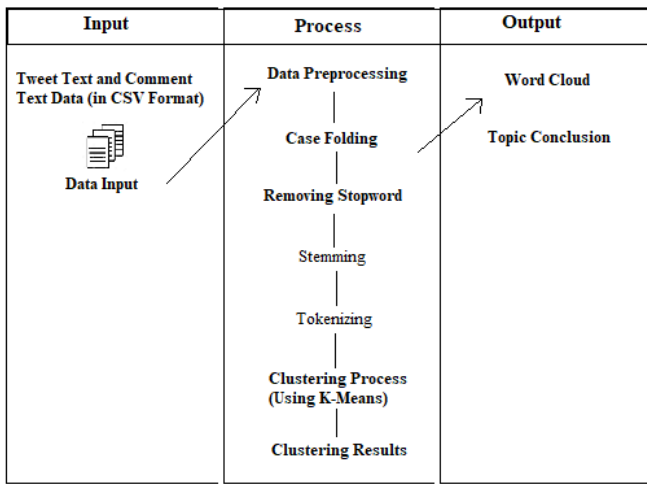 Input
Tweet Text and Comment
Text Data (in CSV Format)
Data Input
Process
Data Preprocessing
Case Folding
Removing Stopword
Stemming
Tokenizing
Clustering Process
(Using K-Means)
Clustering Results
Output
Word Cloud
Topic Conclusion